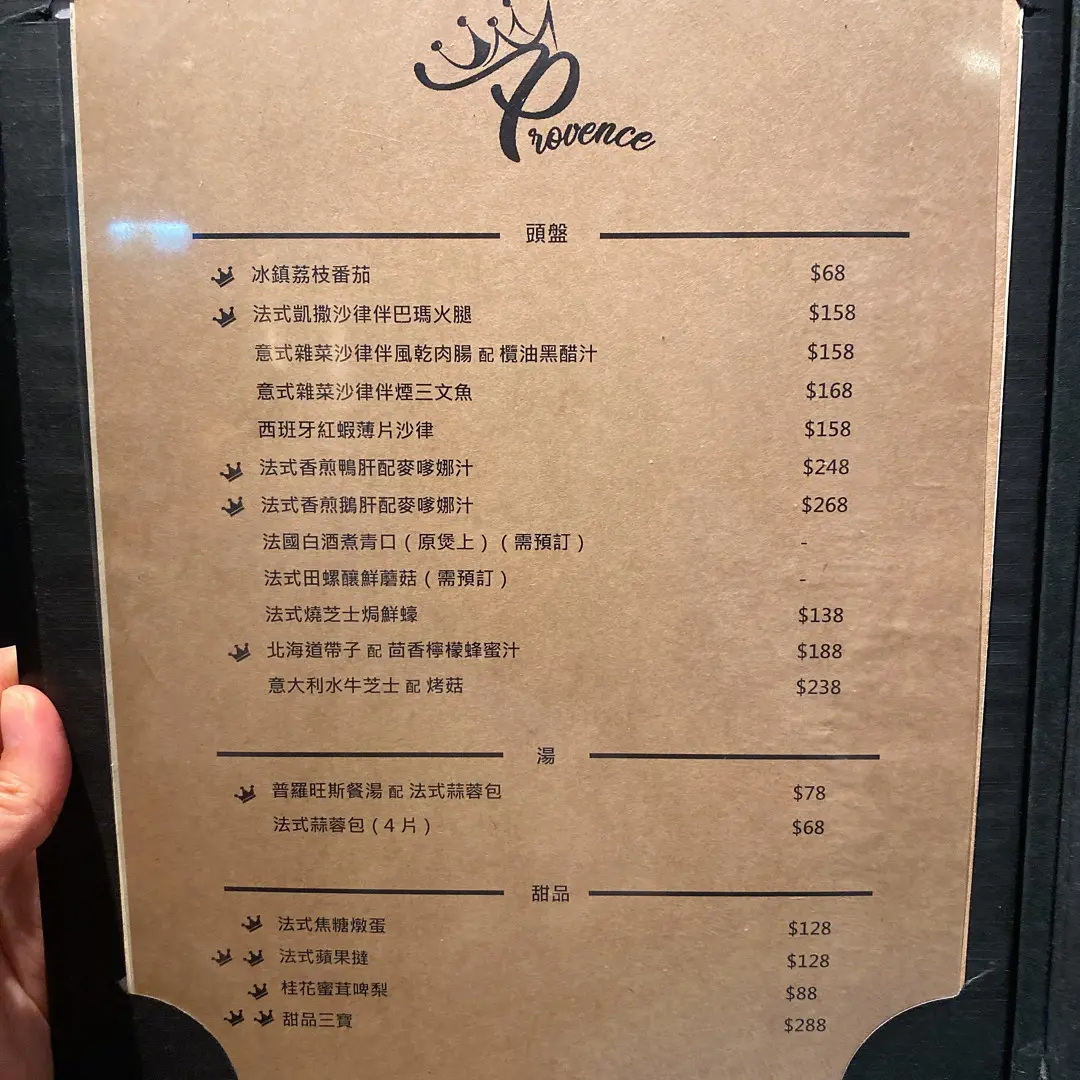 Provence
頭盤
冰鎮荔枝番茄 $68
法式凱撒沙律伴巴瑪火腿 $158
意式雜菜沙律伴風乾肉腸 配 欖油黑醋汁 $158
意式雜菜沙律伴煙三文魚 $168
西班牙紅蝦薄片沙律 $158
法式香煎鴨肝配麥嗲娜汁 $248
法式香煎鵝肝配麥嗲娜汁 $268
法國白酒煮青口 ( 原煲上 ) ( 需預訂 ) -
法式田螺釀鮮蘑菇 ( 需預訂 ) -
法式燒芝士焗鮮蠔 $138
北海道帶子 配 茴香檸檬蜂蜜汁 $188
意大利水牛芝士 配 烤菇 $238
湯
普羅旺斯餐湯 配 法式蒜蓉包 $78
法式蒜蓉包 ( 4 片 ) $68
甜品
法式焦糖燉蛋 $128
法式蘋果撻 $128
桂花蜜茸啤梨 $88
甜品三寶 $288